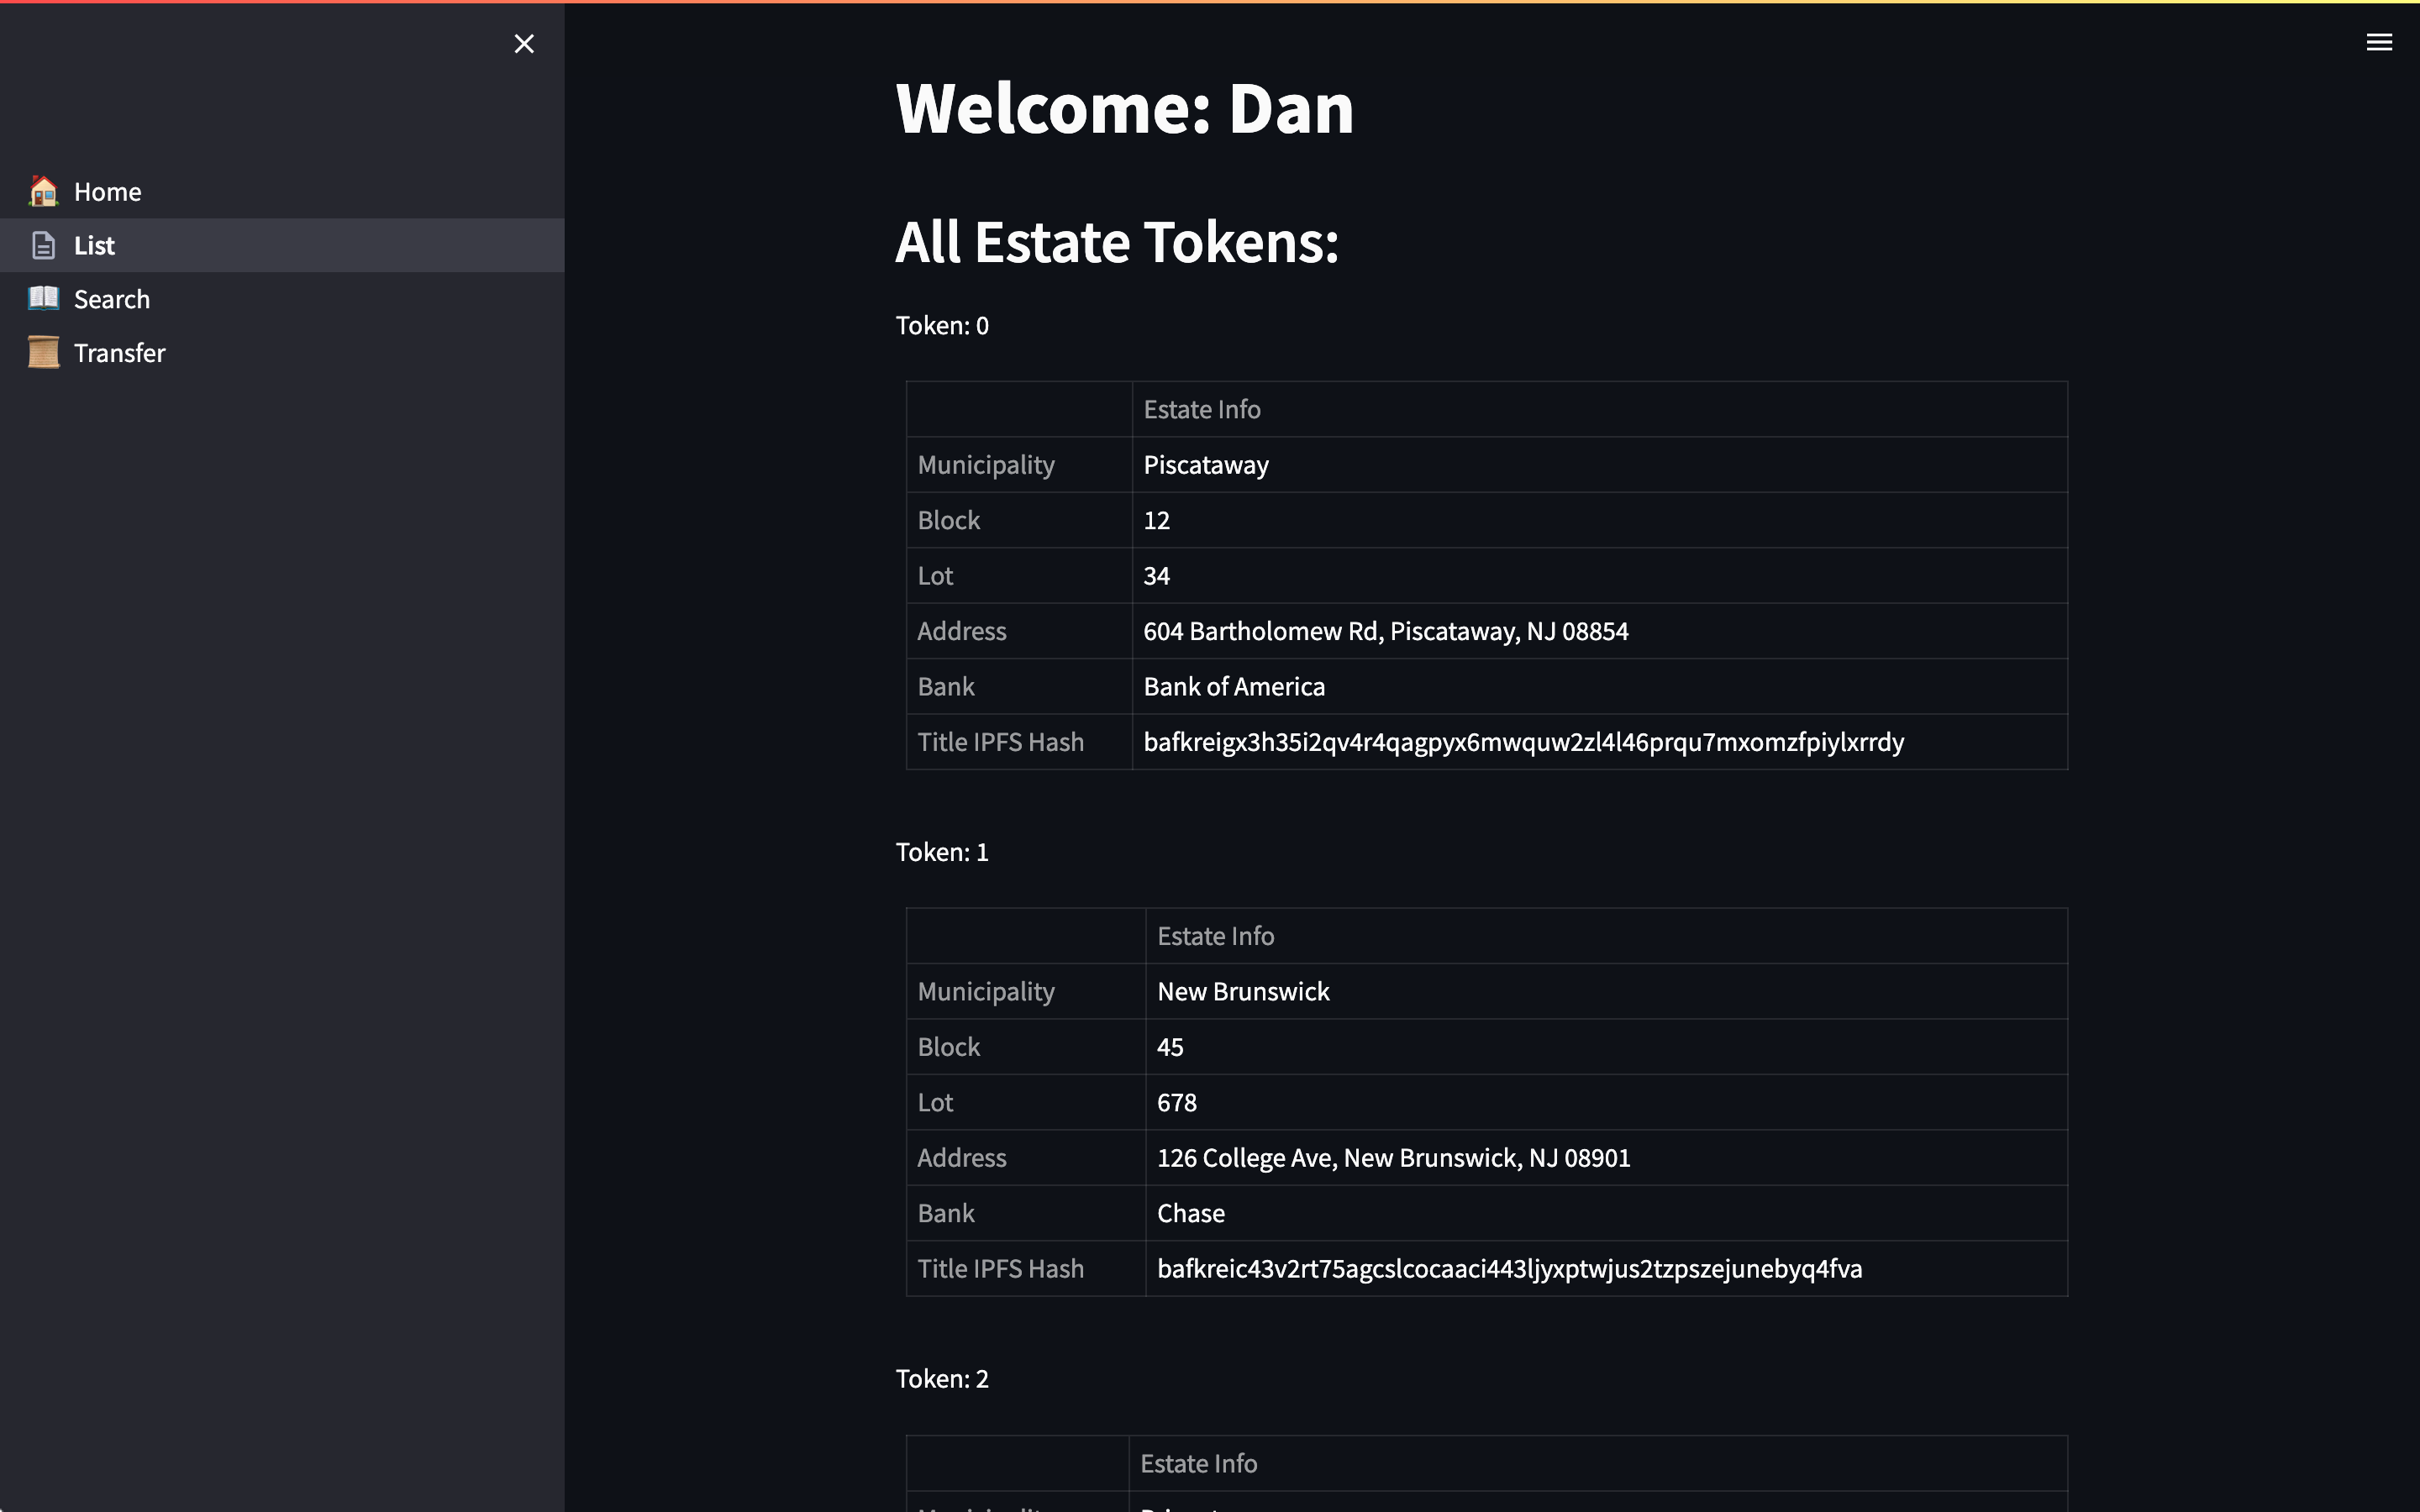 Home
List
Search
Transfer
Welcome: Dan
All Estate Tokens:
Token: 0
Estate Info
Municipality Piscataway
Block 12
Lot 34
Address 604 Bartholomew Rd, Piscataway, NJ 08854
Bank Bank of America
Title IPFS Hash bafkreigx3h35i2qv4r4qagpyx6mwquw2zl4l46prqu7mxomzfpiylxrrdy
Token: 1
Estate Info
Municipality New Brunswick
Block 45
Lot 678
Address 126 College Ave, New Brunswick, NJ 08901
Bank Chase
Title IPFS Hash bafkreic43v2rt75agcslcocaaci443ljyxptwjus2tzpszejunebyq4fva
Token: 2
Estate Info